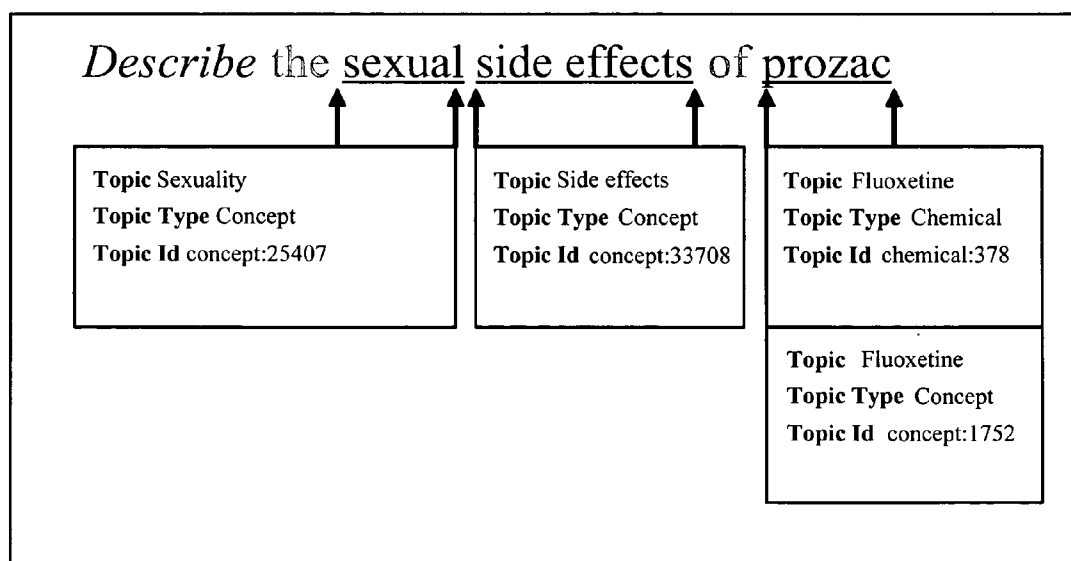 Describe the sexual side effects of prozac
Topic Sexuality
Topic Type Concept
Topic Id concept:25407
Topic Side effects
Topic Type Concept
Topic Id concept:33708
Topic Fluoxetine
Topic Type Chemical
Topic Id chemical:378
Topic Fluoxetine
Topic Type Concept
Topic Id concept:1752